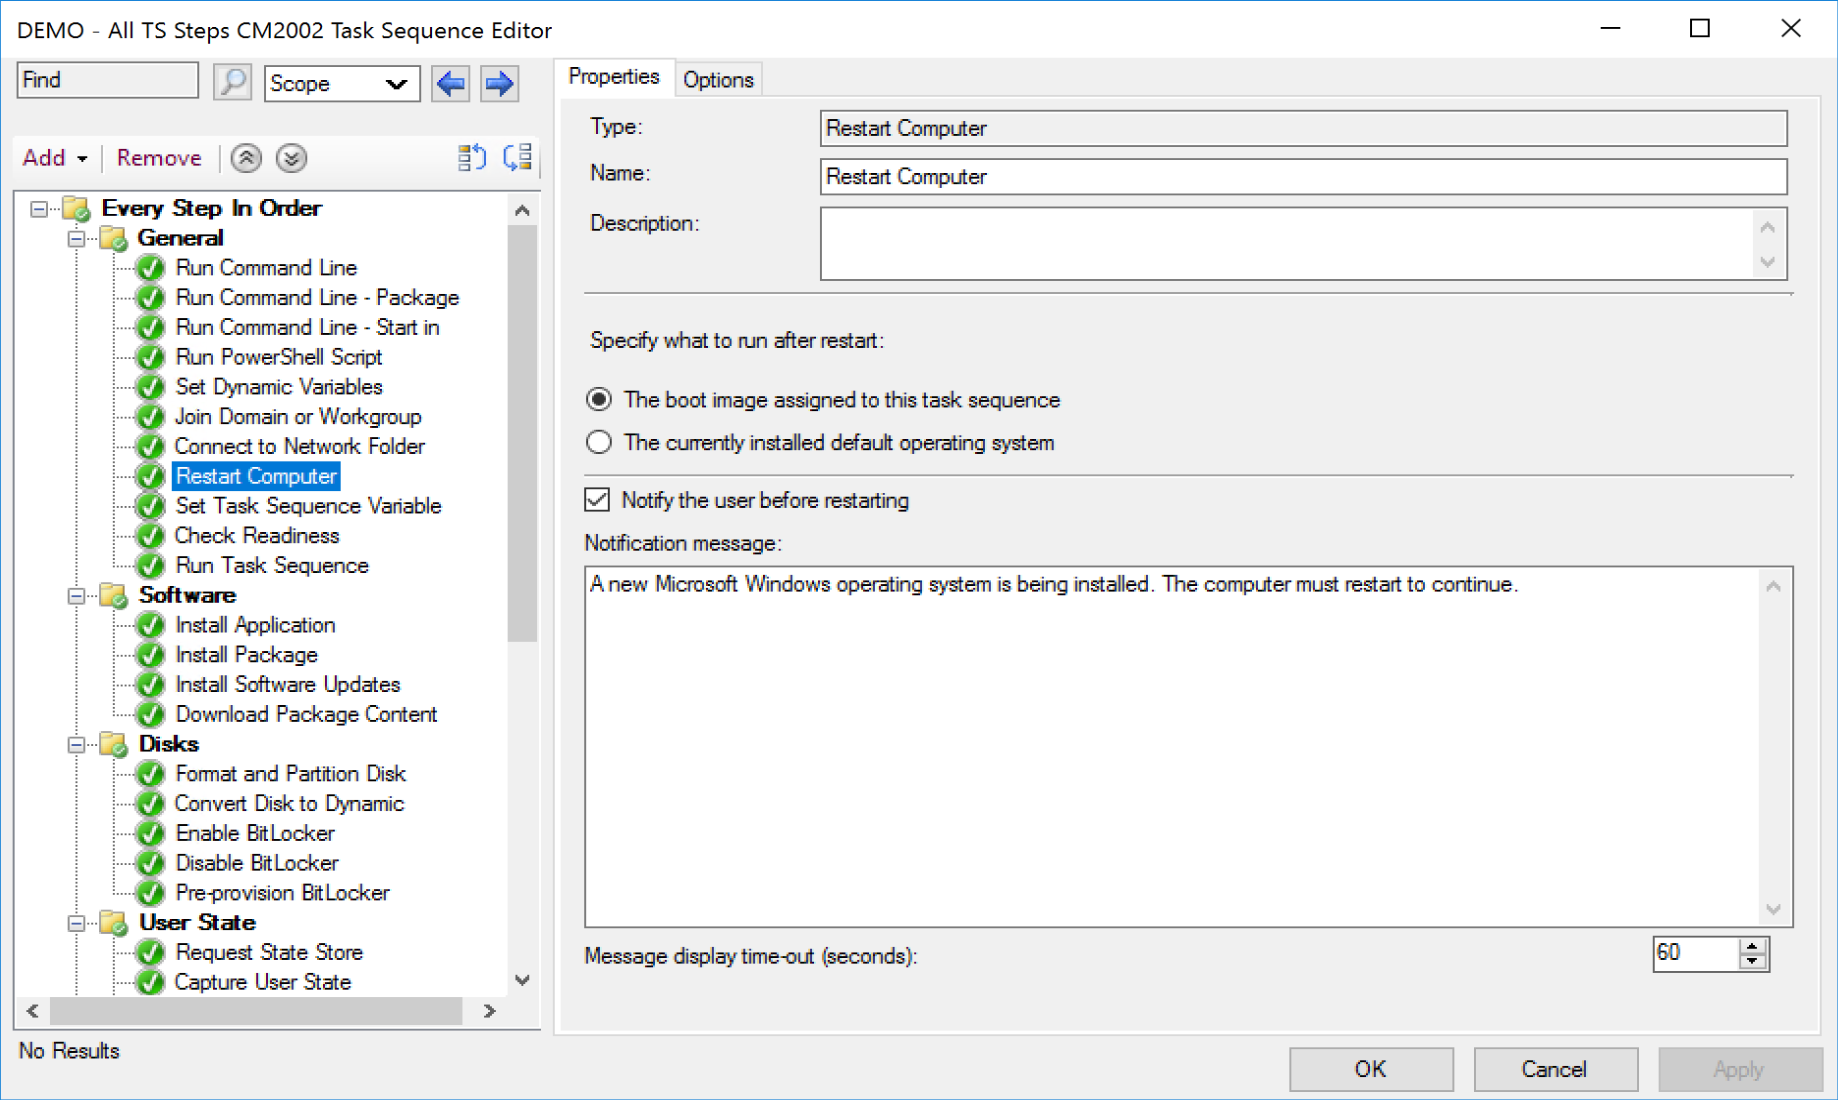 DEMO - All TS Steps CM2002 Task Sequence Editor
Find
Scope
Add
Remove
Every Step In Order
General
Run Command Line
Run Command Line - Package
Run Command Line - Start in
Run PowerShell Script
Set Dynamic Variables
Join Domain or Workgroup
Connect to Network Folder
Restart Computer
Set Task Sequence Variable
Check Readiness
Run Task Sequence
Software
Install Application
Install Package
Install Software Updates
Download Package Content
Disks
Format and Partition Disk
Convert Disk to Dynamic
Enable BitLocker
Disable BitLocker
Pre-provision BitLocker
User State
Request State Store
Capture User State
No Results
Properties
Options
Type:
Restart Computer
Name:
Restart Computer
Description:
Specify what to run after restart:
The boot image assigned to this task sequence
The currently installed default operating system
Notify the user before restarting
Notification message:
A new Microsoft Windows operating system is being installed. The computer must restart to continue.
Message display time-out (seconds):
60
OK
Cancel
Apply